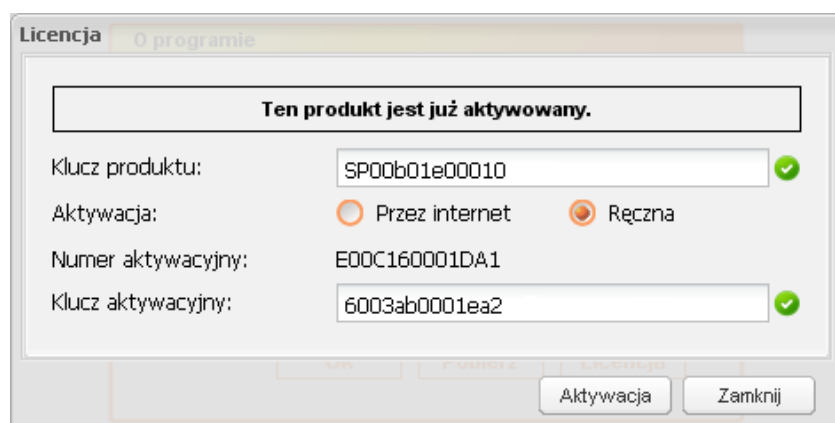 Licencja
O programie
Ten produkt jest już aktywowany.
Klucz produktu: SP00b01e00010
Aktywacja: Przez internet Ręczna
Numer aktywacyjny: E00C160001DA1
Klucz aktywacyjny: 6003ab0001ea2
Ok Pobierz Licencja
Aktywacja Zamknij